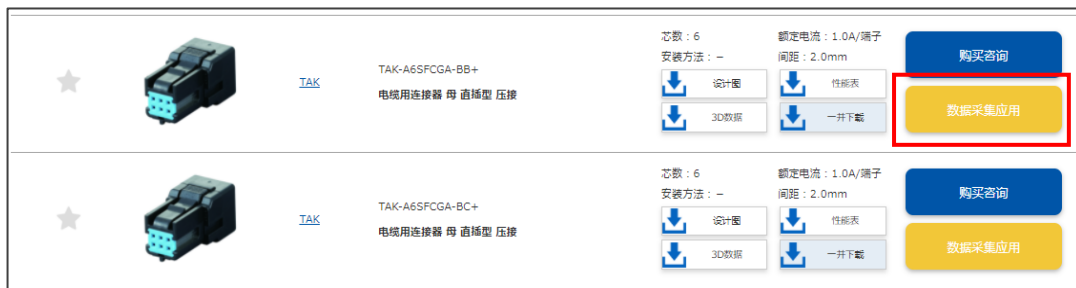 芯数：6
额定电流：1.0A/端子
安装方法：－
间距：2.0mm
购买咨询
TAK
TAK-A6SFCGA-BB+
电缆用连接器 母 直插型 压接
设计图
性能表
3D数据
一并下载
数据采集应用
芯数：6
额定电流：1.0A/端子
安装方法：－
间距：2.0mm
购买咨询
TAK
TAK-A6SFCGA-BC+
电缆用连接器 母 直插型 压接
设计图
性能表
3D数据
一并下载
数据采集应用